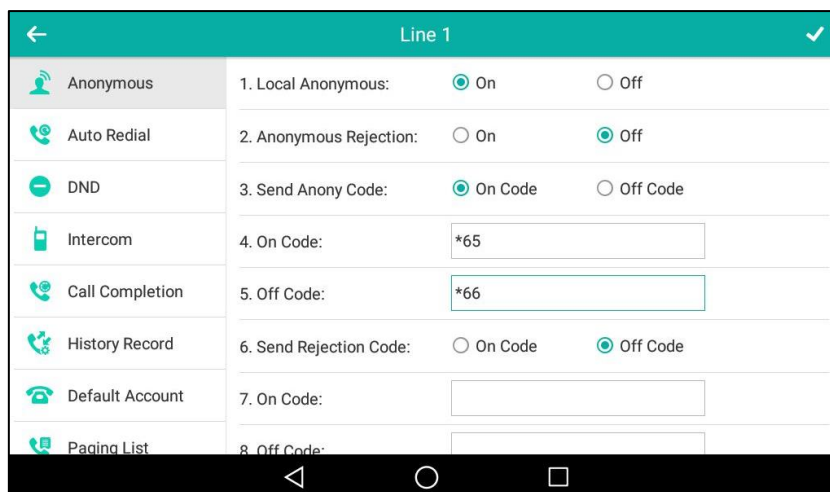 Line 1
Anonymous
Auto Redial
DND
Intercom
Call Completion
History Record
Default Account
Paging List
1. Local Anonymous: On Off
2. Anonymous Rejection: On Off
3. Send Anony Code: On Code Off Code
4. On Code: *65
5. Off Code: *66
6. Send Rejection Code: On Code Off Code
7. On Code:
8. Off Code: